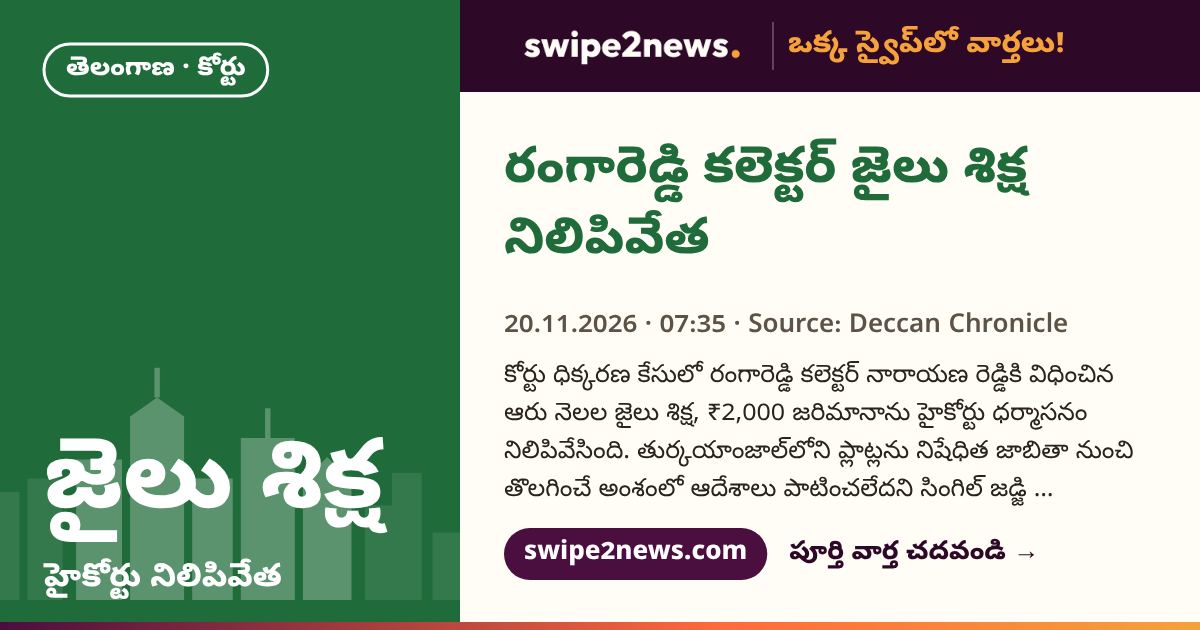 తెలంగాణ · కోర్టు
జైలు శిక్ష
హైకోర్టు నిలిపివేత
swipe2news. ఒక్క స్వైప్‌లో వార్తలు!
రంగారెడ్డి కలెక్టర్ జైలు శిక్ష
నిలిపివేత
20.11.2026 · 07:35 · Source: Deccan Chronicle
కోర్టు ధిక్కరణ కేసులో రంగారెడ్డి కలెక్టర్ నారాయణ రెడ్డికి విధించిన
ఆరు నెలల జైలు శిక్ష, ₹2,000 జరిమానాను హైకోర్టు ధర్మాసనం
నిలిపివేసింది. తుర్కయాంజాల్‌లోని ప్లాట్లను నిషేధిత జాబితా నుంచి
తొలగించే అంశంలో ఆదేశాలు పాటించలేదని సింగిల్ జడ్జి ...
swipe2news.com పూర్తి వార్త చదవండి →